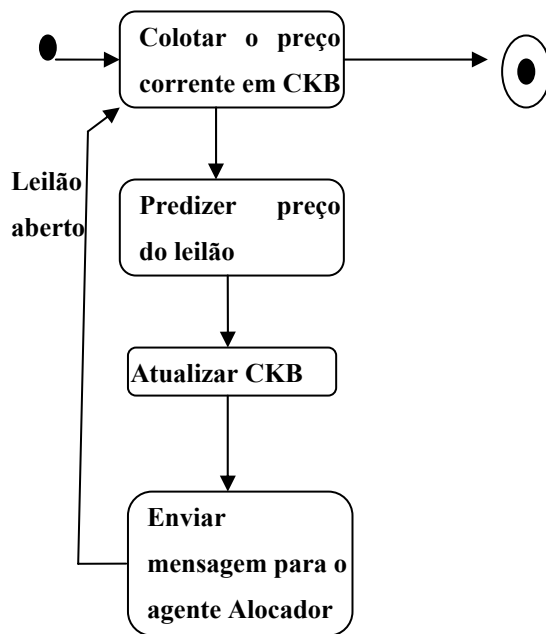 Colotar o preço
corrente em CKB
Leilão
aberto
Predizer preço
do leilão
Atualizar CKB
Enviar
mensagem para o
agente Alocador